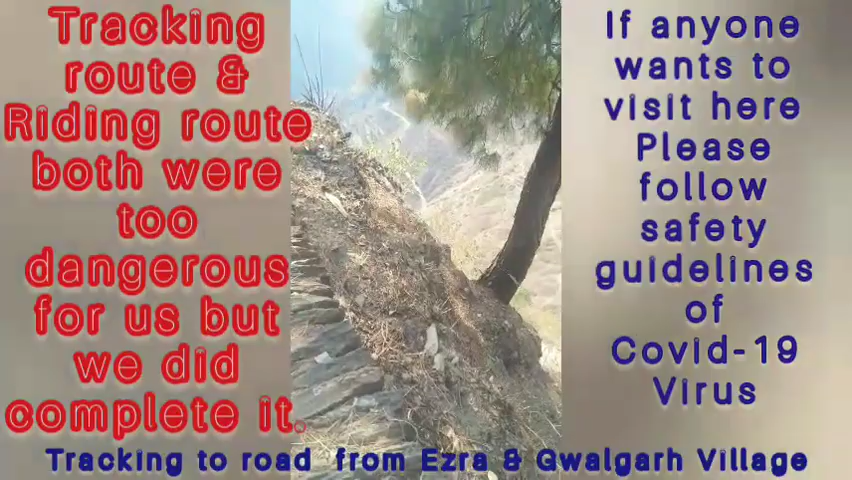 Tracking
route &
Riding route
both were
too
dangerous
for us but
we did
complete it.
If anyone
wants to
visit here
Please
follow
safety
guidelines
of
Covid-19
Virus
Tracking to road from Ezra & Gwalgarh Village